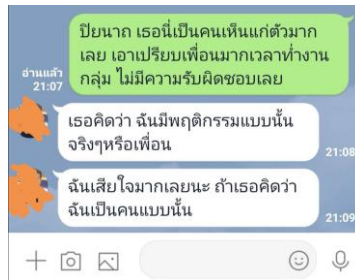 ปิยนาถ เธอนี่เป็นคนเห็นแก่ตัวมาก
เลย เอาเปรียบเพื่อนมากเวลาทำงาน
กลุ่ม ไม่มีความรับผิดชอบเลย
อ่านแล้ว
21:07
เธอคิดว่า ฉันมีพฤติกรรมแบบนั้น
จริงๆหรือเพื่อน
21:08
ฉันเสียใจมากเลยนะ ถ้าเธอคิดว่า
ฉันเป็นคนแบบนั้น
21:09